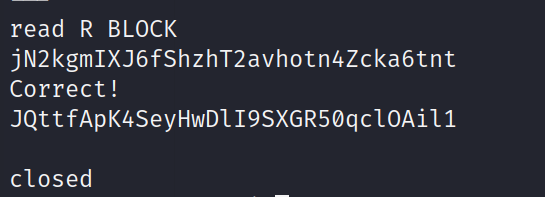 read R BLOCK
jN2kgmIXJ6fShzhT2avhotn4Zcka6tnt
Correct!
JQttfApK4SeyHwDlI9SXGR50qclOAil1
closed